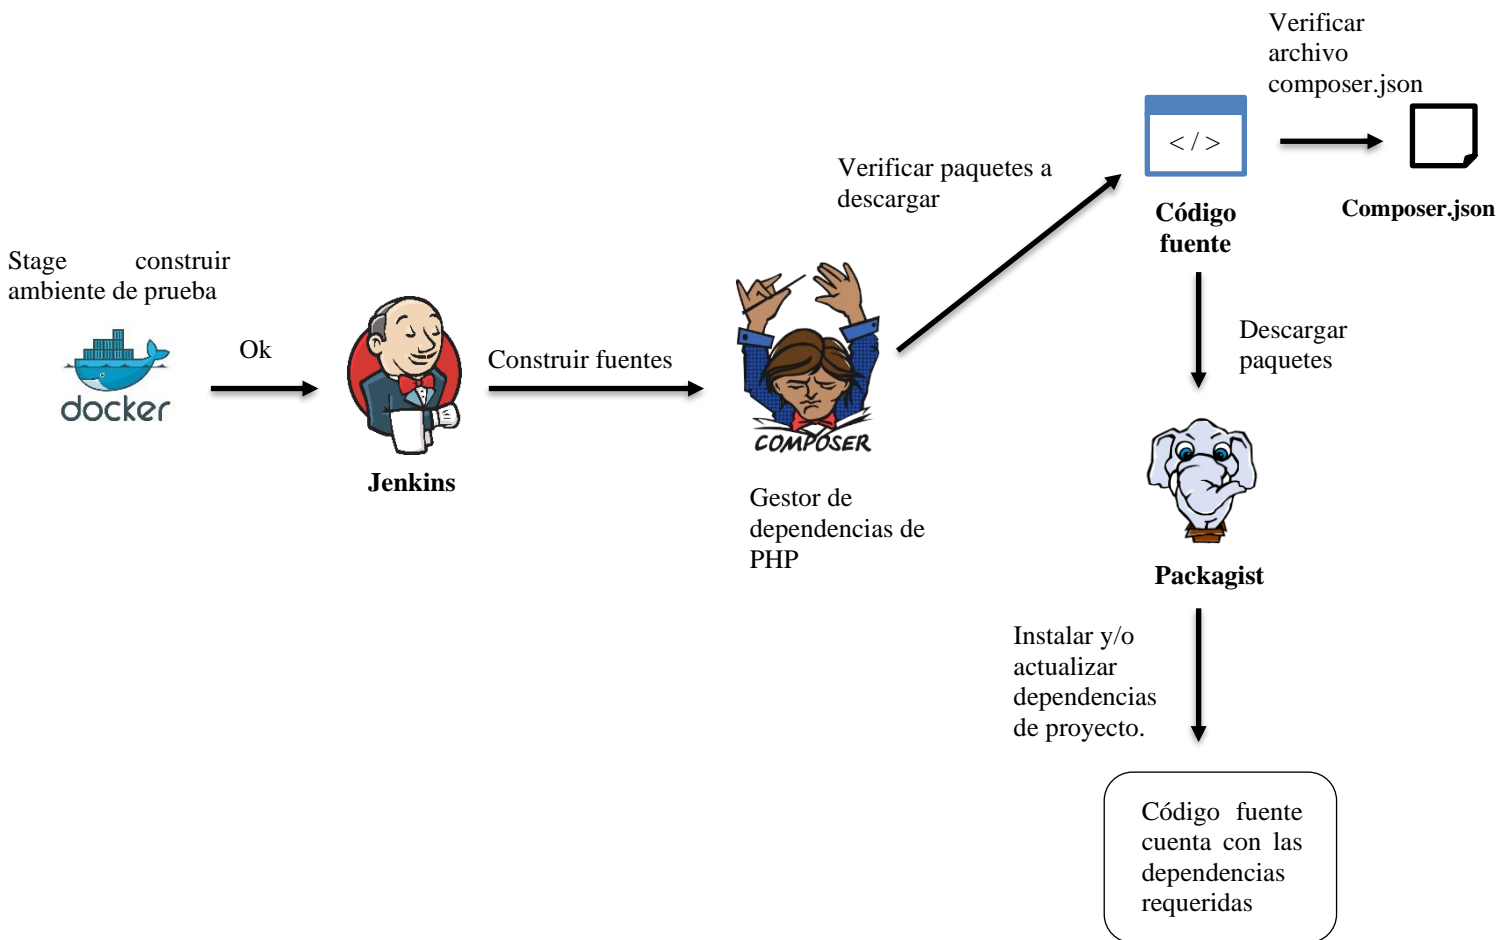 Verificar
archivo
composer.json
< / >
Verificar paquetes a
descargar
Código
fuente
Composer.json
Stage construir
ambiente de prueba
Ok
docker
Construir fuentes
COMPOSER
Descargar
paquetes
Jenkins
Gestor de
dependencias de
PHP
Packagist
Instalar y/o
actualizar
dependencias
de proyecto.
Código fuente
cuenta con las
dependencias
requeridas